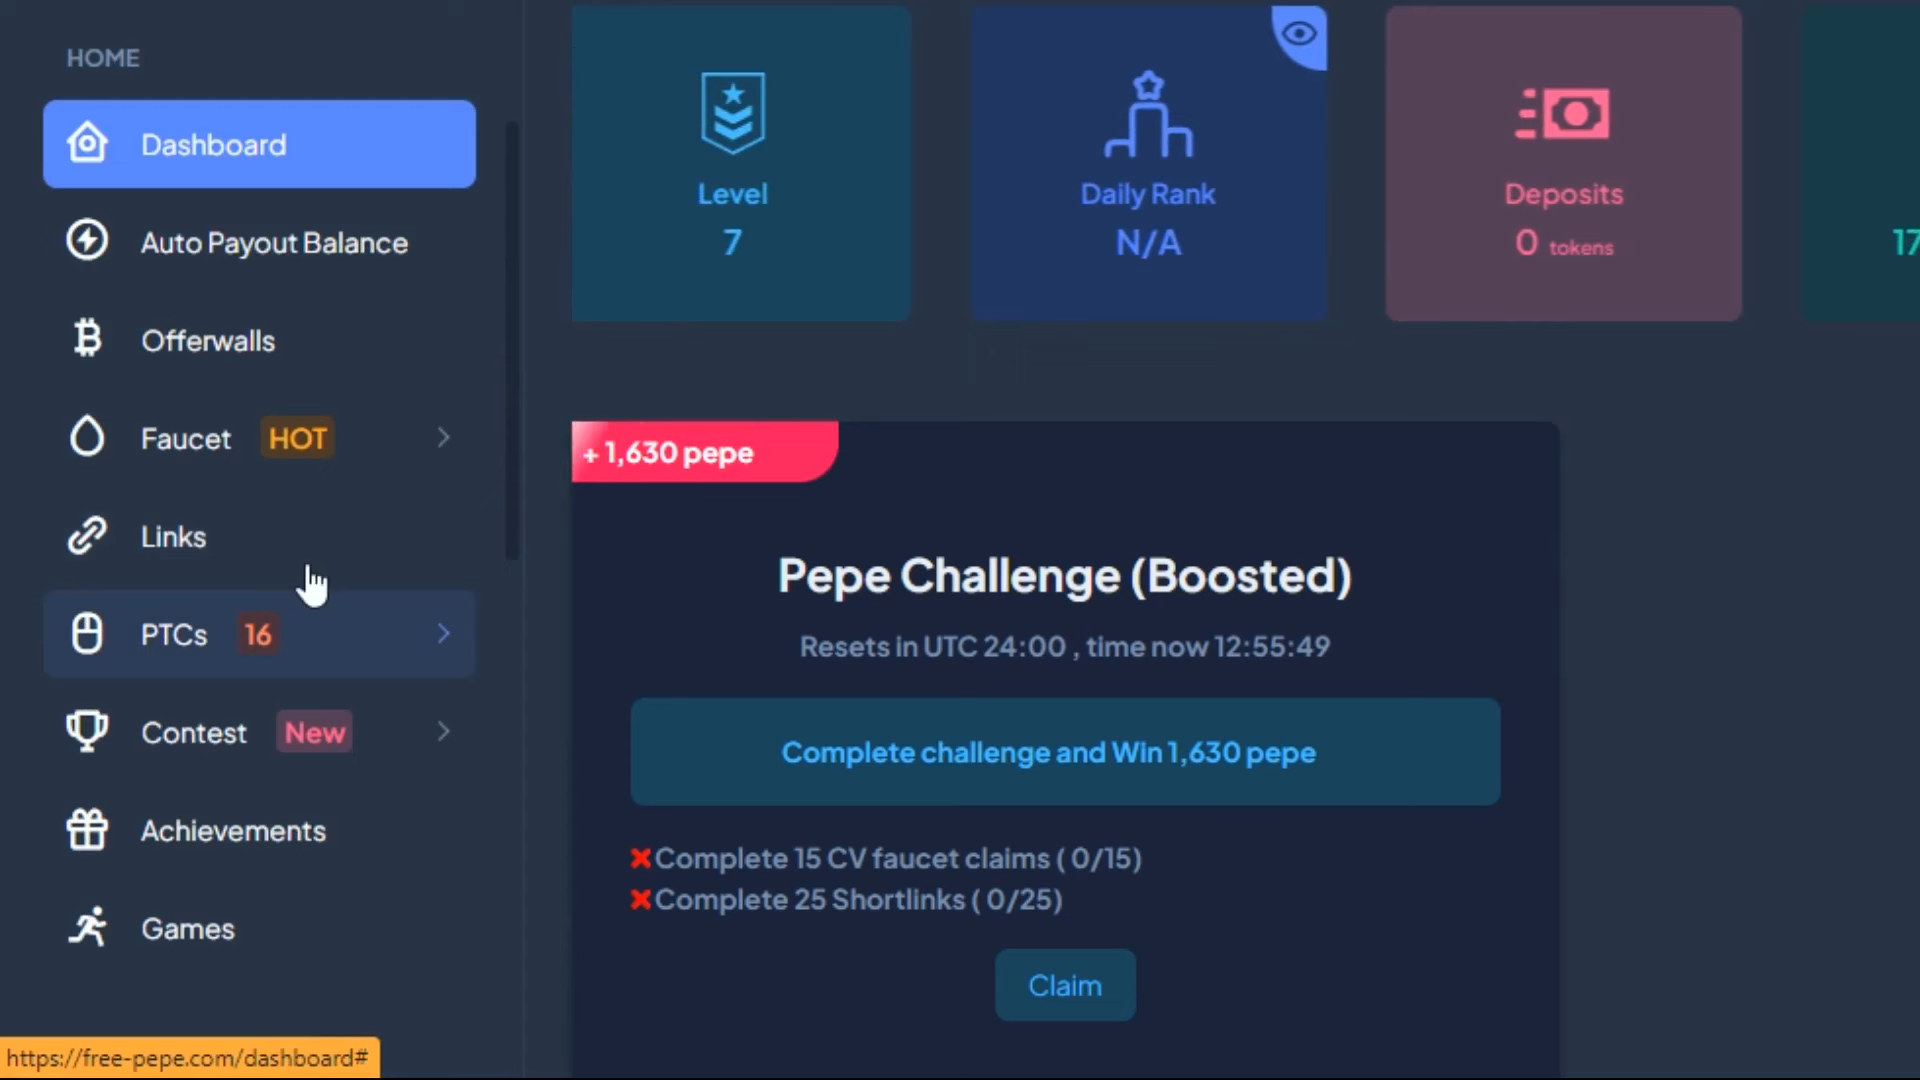 HOME
Dashboard
Auto Payout Balance
Offerwalls
Faucet HOT
Links
PTCs 16
Contest New
Achievements
Games
https://free-pepe.com/dashboard#
Level
7
Daily Rank
N/A
Deposits
0 tokens
17
+ 1,630 pepe
Pepe Challenge (Boosted)
Resets in UTC 24:00 , time now 12:55:49
Complete challenge and Win 1,630 pepe
Complete 15 CV faucet claims ( 0/15)
Complete 25 Shortlinks ( 0/25)
Claim